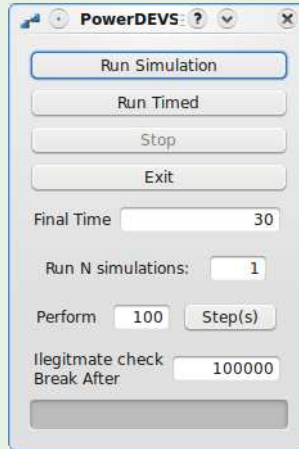 PowerDEVS
Run Simulation
Run Timed
Stop
Exit
Final Time 30
Run N simulations: 1
Perform 100 Step(s)
Ilegitmate check
Break After 100000